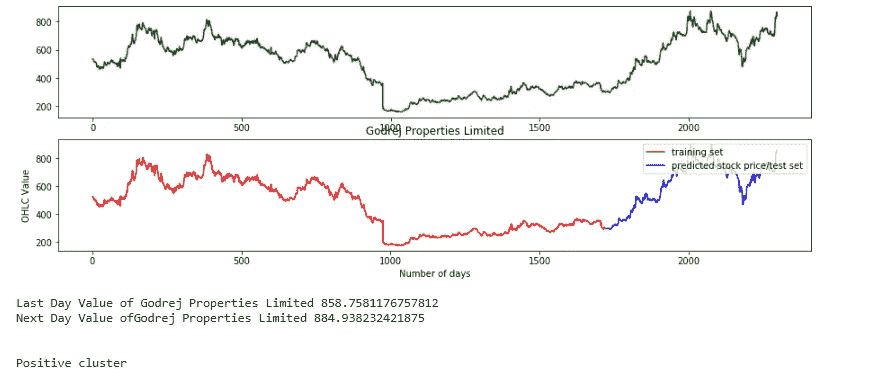 800
600
400
200
0 500 1000 1500 2000
Godrej Properties Limited
OHLC Value
800
600
400
200
training set
predicted stock price/test set
0 500 1000 1500 2000
Number of days
Last Day Value of Godrej Properties Limited 858.7581176757812
Next Day ValueofGodrej Properties Limited 884.938232421875
Positive cluster